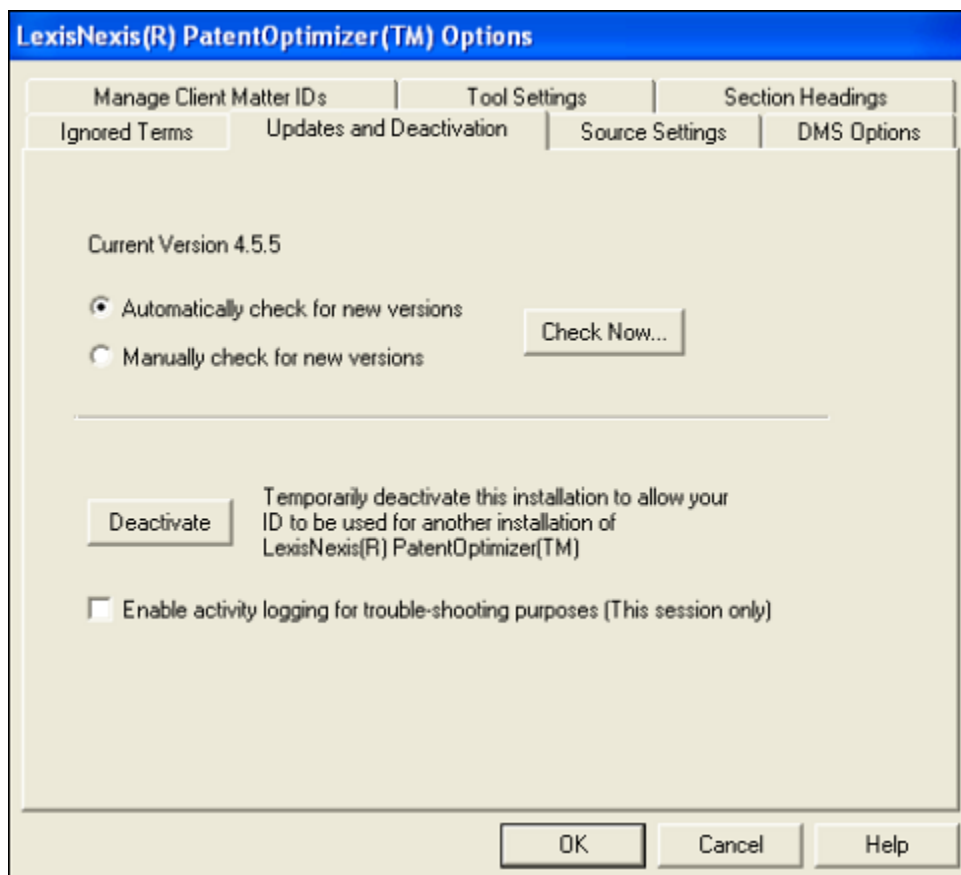 LexisNexis(R) PatentOptimizer(TM) Options
Manage Client Matter IDs
Tool Settings
Section Headings
Ignored Terms
Updates and Deactivation
Source Settings
DMS Options
Current Version 4.5.5
Automatically check for new versions
Manually check for new versions
Check Now...
Deactivate
Temporarily deactivate this installation to allow your
ID to be used for another installation of
LexisNexis(R) PatentOptimizer(TM)
Enable activity logging for trouble-shooting purposes (This session only)
OK
Cancel
Help